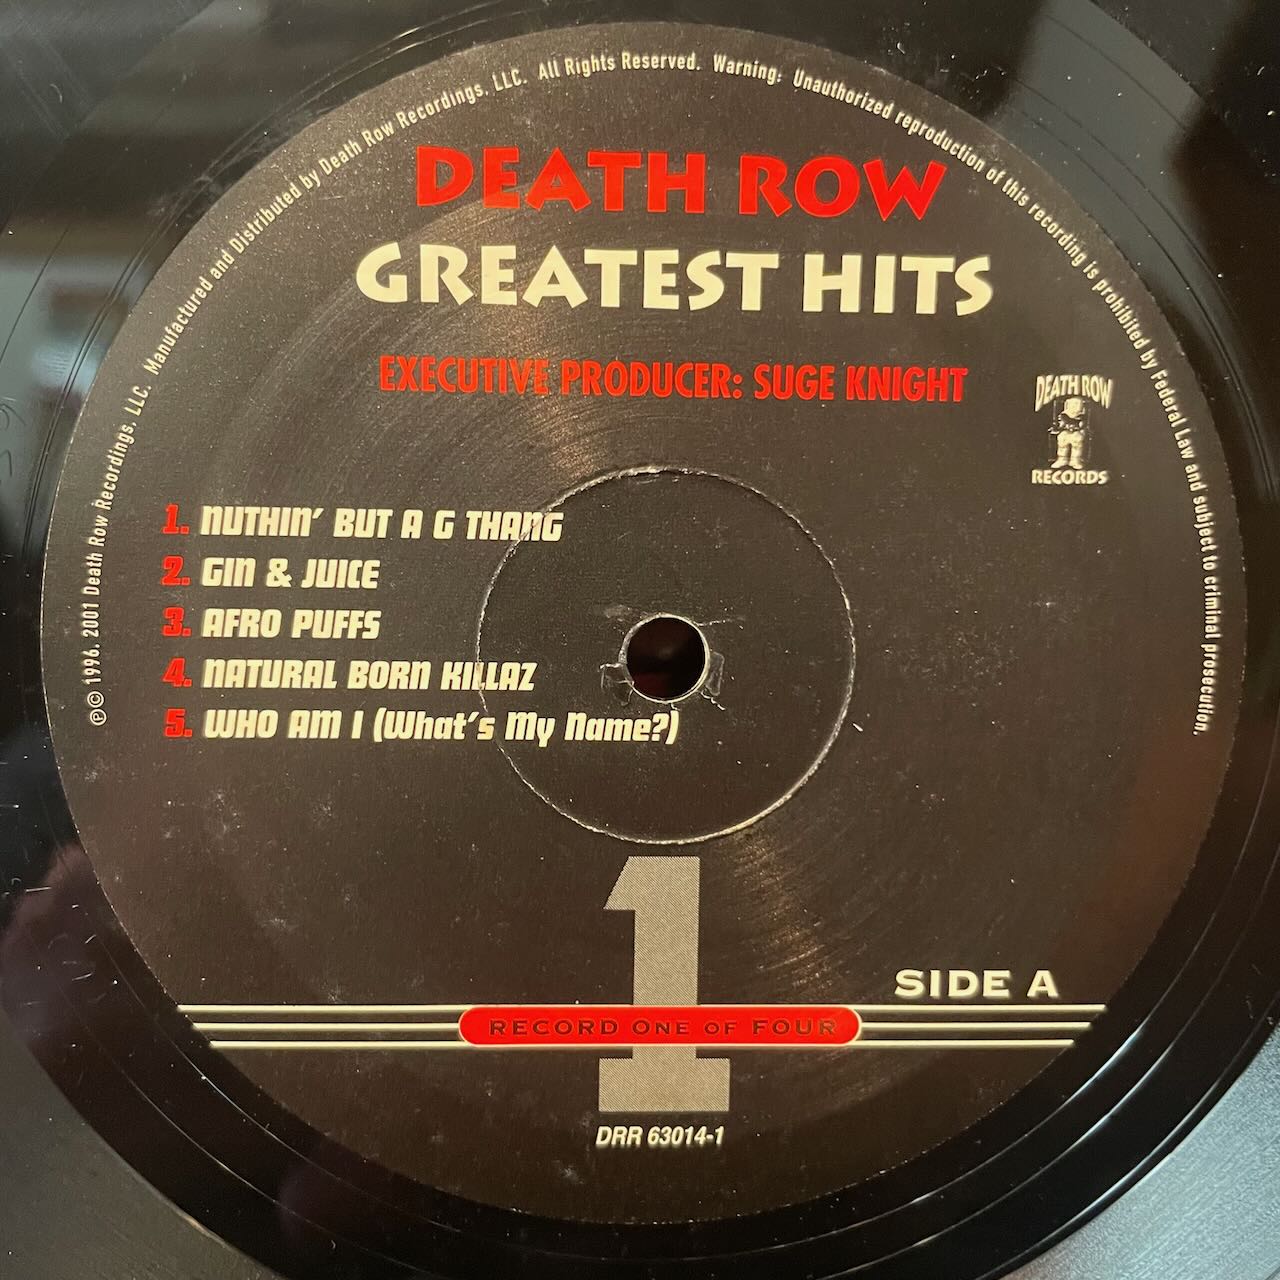 ℗© 1996, 2001 Death Row Recordings, LLC. Manufactured and Distributed by Death Row Recordings, LLC. All Rights Reserved. Warning: Unauthorized reproduction of this recording is prohibited by Federal Law and subject to criminal prosecution.
DEATH ROW
GREATEST HITS
EXECUTIVE PRODUCER: SUGE KNIGHT
DEATH ROW
RECORDS
1. NUTHIN' BUT A G THANG
2. GIN & JUICE
3. AFRO PUFFS
4. NATURAL BORN KILLAZ
5. WHO AM I (What's My Name?)
1
SIDE A
RECORD ONE OF FOUR
DRR 63014-1